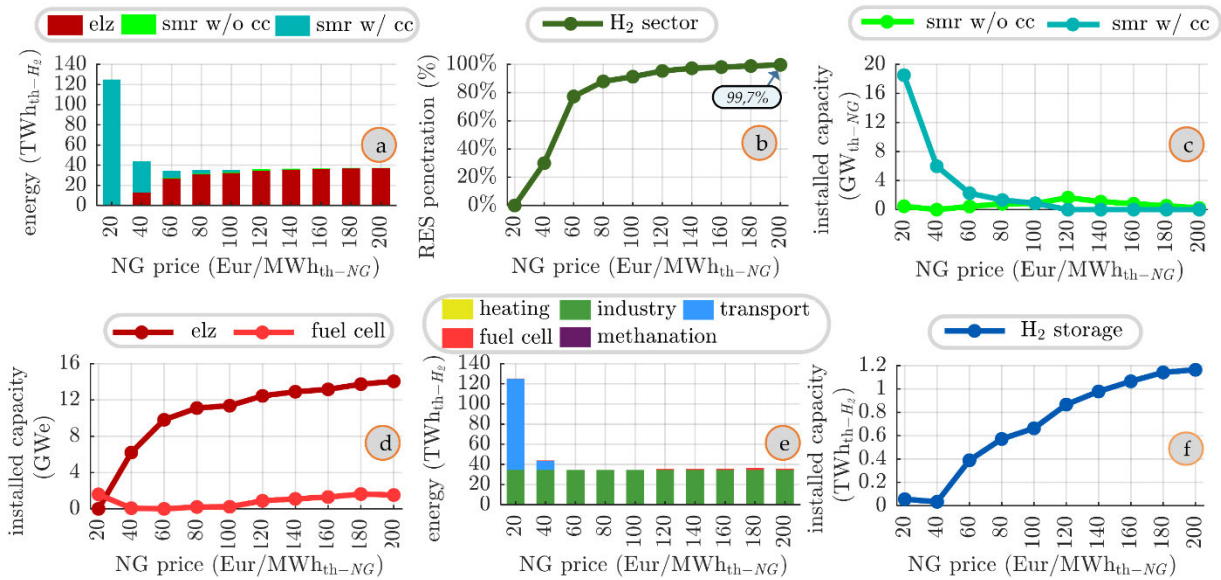 elz smr w/o cc smr w/ cc
energy (TWh_th−H₂)
140
120
100
80
60
40
20
0
20 40 60 80 100 120 140 160 180 200
NG price (Eur/MWh_th−NG)
a
H₂ sector
RES penetration (%)
100%
80%
60%
40%
20%
0%
99,7%
20 40 60 80 100 120 140 160 180 200
NG price (Eur/MWh_th−NG)
b
smr w/o cc smr w/ cc
installed capacity
(GW_th−NG)
20
16
12
8
4
0
20 40 60 80 100 120 140 160 180 200
NG price (Eur/MWh_th−NG)
c
elz fuel cell
installed capacity
(GWe)
16
12
8
4
0
20 40 60 80 100 120 140 160 180 200
NG price (Eur/MWh_th−NG)
d
heating industry transport
fuel cell methanation
energy (TWh_th−H₂)
140
120
100
80
60
40
20
0
20 40 60 80 100 120 140 160 180 200
NG price (Eur/MWh_th−NG)
e
H₂ storage
installed capacity
(TWh_th−H₂)
1.2
1
0.8
0.6
0.4
0.2
0
20 40 60 80 100 120 140 160 180 200
NG price (Eur/MWh_th−NG)
f